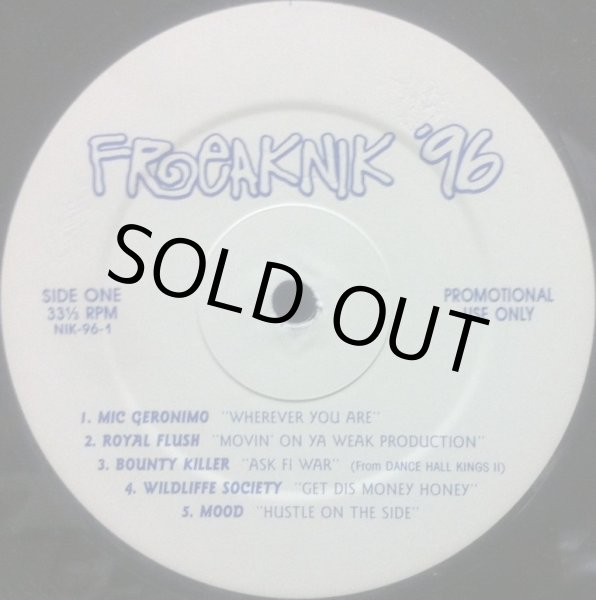 FREAKNIK '96
SOLD OUT
SIDE ONE
33⅓ RPM
NIK-96-1
PROMOTIONAL
USE ONLY
1. MIC GERONIMO "WHEREVER YOU ARE"
2. ROYAL FLUSH "MOVIN' ON YA WEAK PRODUCTION"
3. BOUNTY KILLER "ASK FI WAR" (From DANCE HALL KINGS II)
4. WILDLIFFE SOCIETY "GET DIS MONEY HONEY"
5. MOOD "HUSTLE ON THE SIDE"